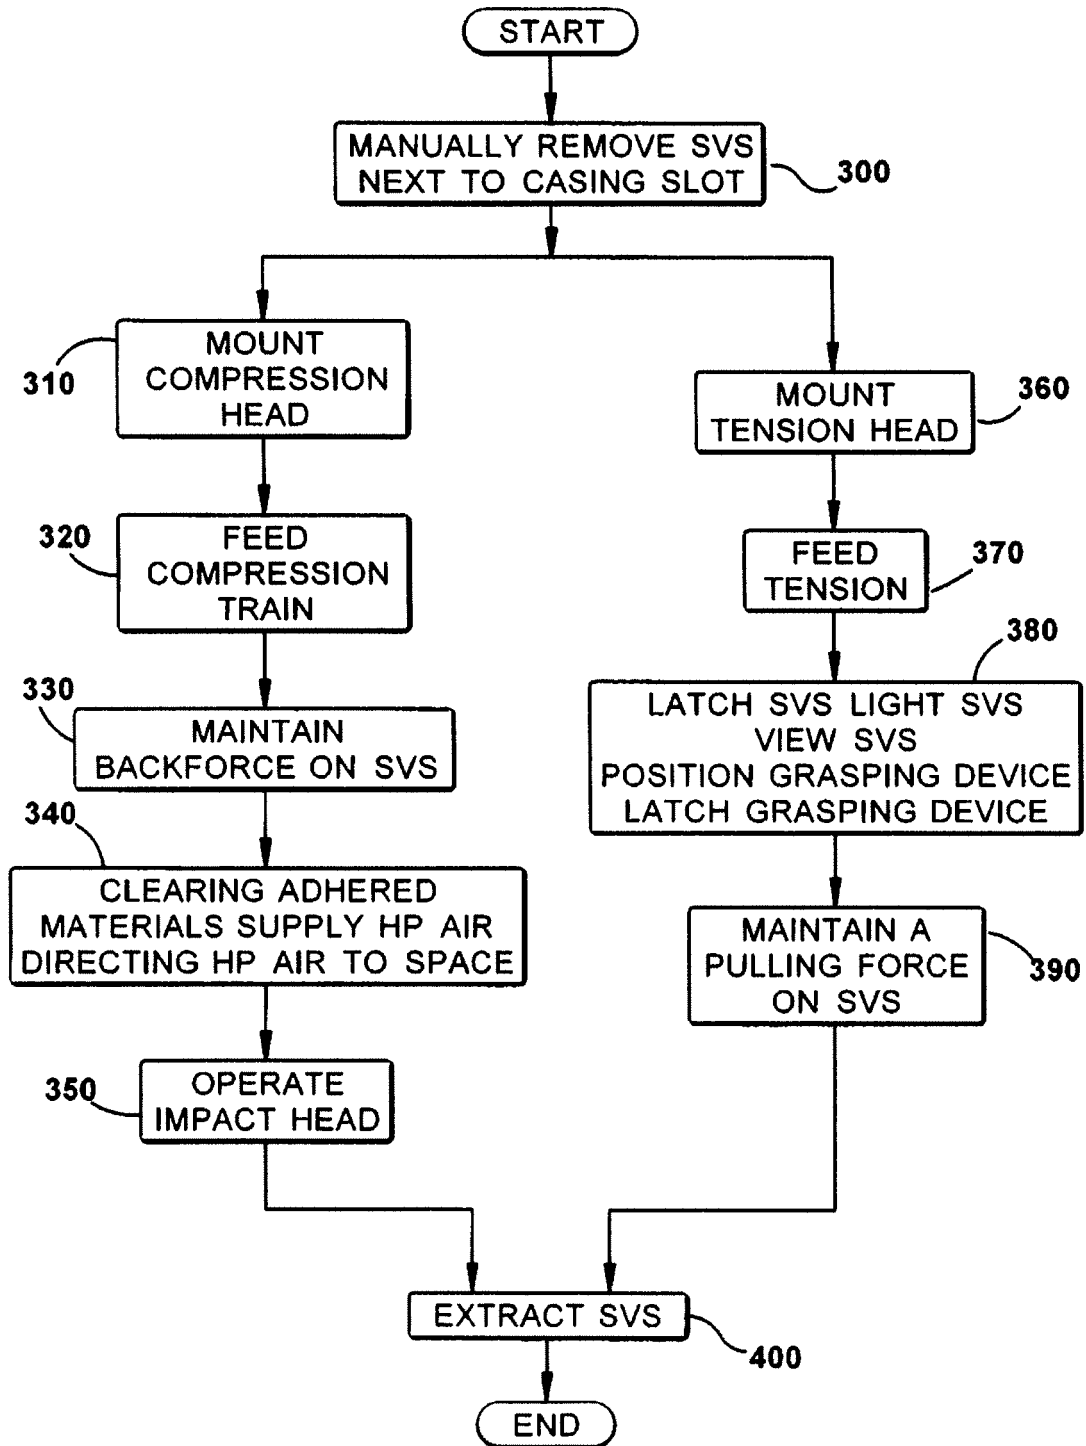 START
MANUALLY REMOVE SVS
NEXT TO CASING SLOT
300
MOUNT
COMPRESSION
HEAD
310
FEED
COMPRESSION
TRAIN
320
MAINTAIN
BACKFORCE ON SVS
330
CLEARING ADHERED
MATERIALS SUPPLY HP AIR
DIRECTING HP AIR TO SPACE
340
OPERATE
IMPACT HEAD
350
MOUNT
TENSION HEAD
360
FEED
TENSION
370
LATCH SVS LIGHT SVS
VIEW SVS
POSITION GRASPING DEVICE
LATCH GRASPING DEVICE
380
MAINTAIN A
PULLING FORCE
ON SVS
390
EXTRACT SVS
400
END